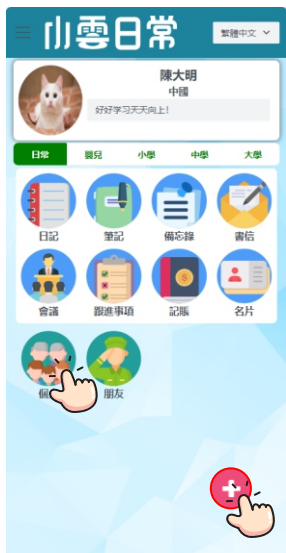 小雲日常
繁體中文
陳大明
中國
好好学习天天向上!
日常 嬰兒 小學 中學 大學
日記 筆記 備忘錄 書信
會議 跟進事項 記賬 名片
個 朋友